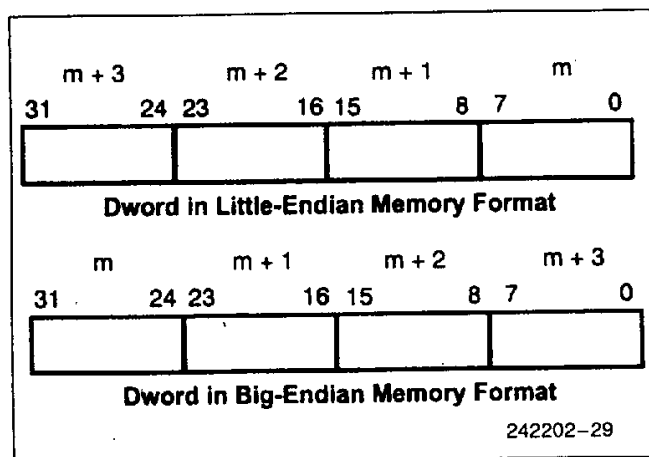 m + 3 m + 2 m + 1 m
31 24 23 16 15 8 7 0
Dword in Little-Endian Memory Format
m m + 1 m + 2 m + 3
31 24 23 16 15 8 7 0
Dword in Big-Endian Memory Format
242202–29